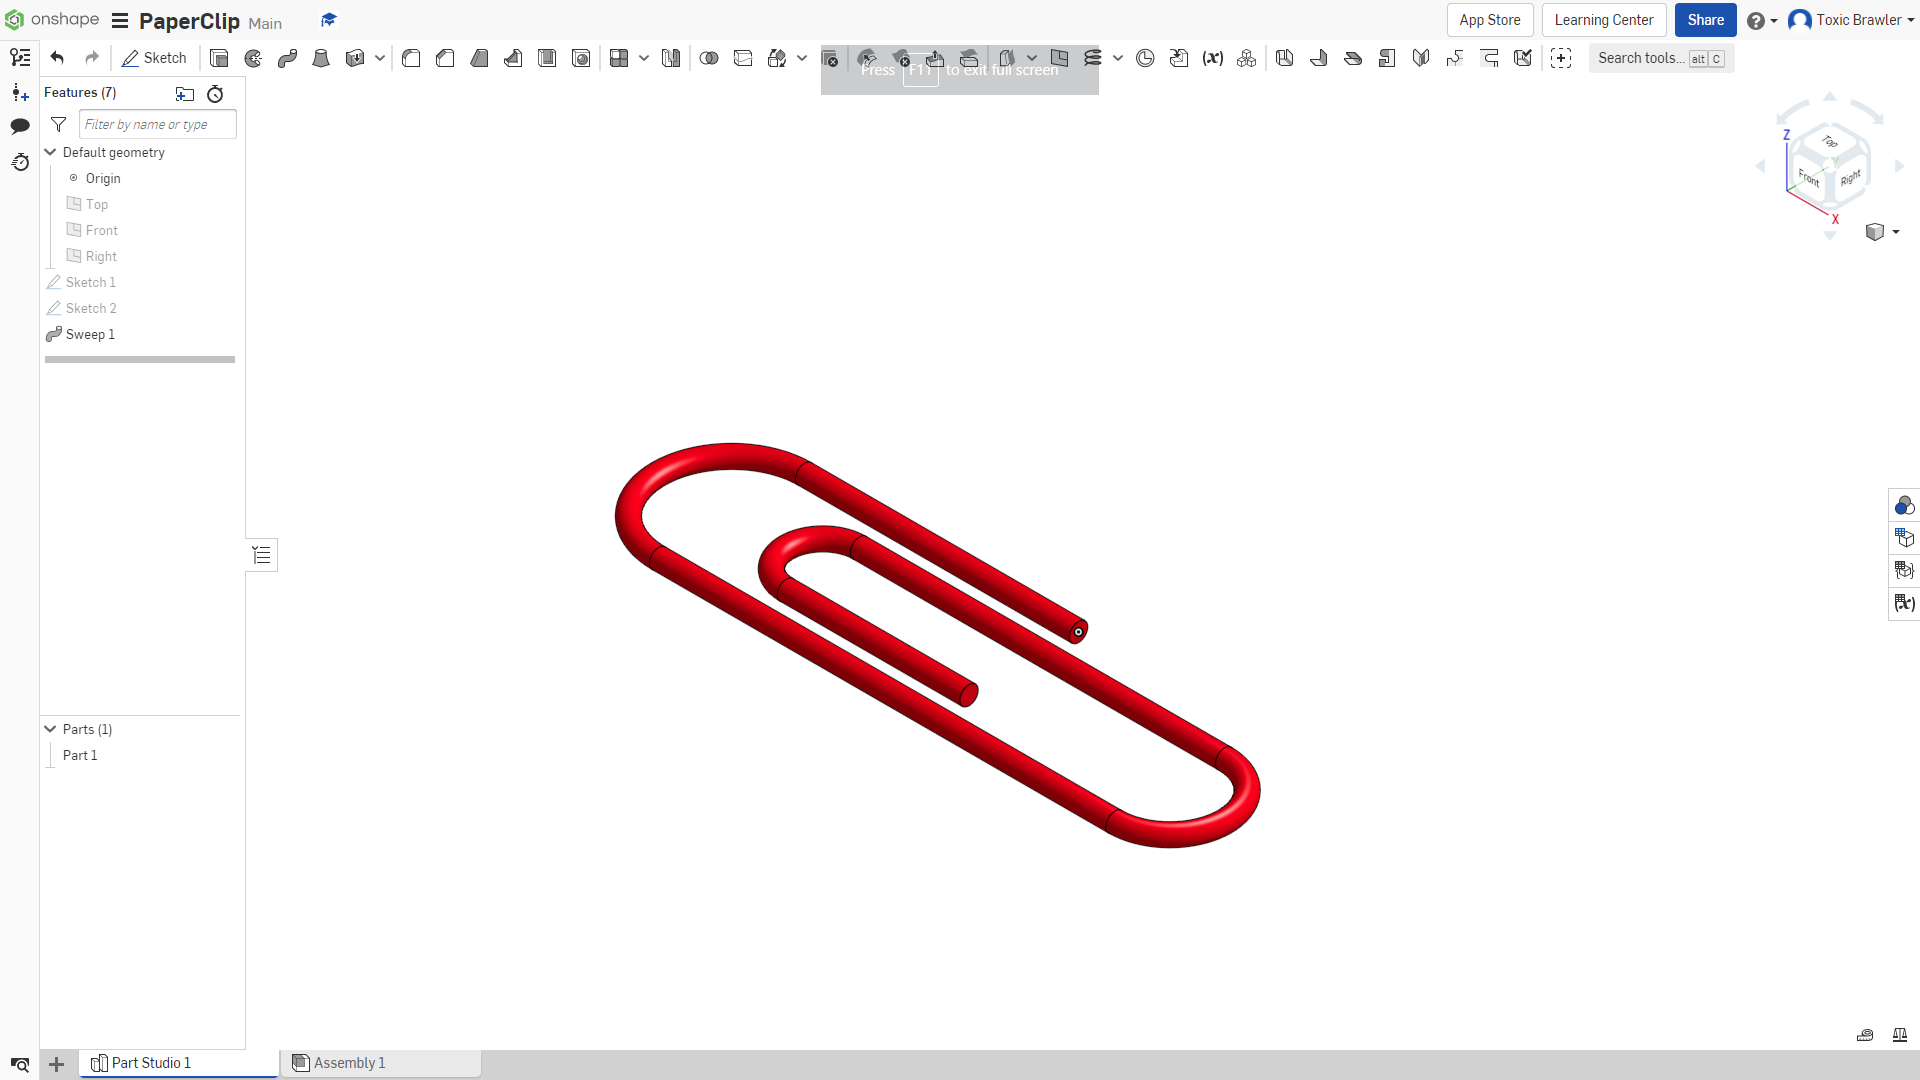 onshape PaperClip Main App Store Learning Center Share Toxic Brawler
Sketch Search tools... alt C
Press F11 to exit full screen
Features (7)
Filter by name or type
Default geometry
Origin
Top
Front
Right
Sketch 1
Sketch 2
Sweep 1
Z
Top
Front
Right
Y
X
(x)
(x)
Parts (1)
Part 1
Part Studio 1 Assembly 1